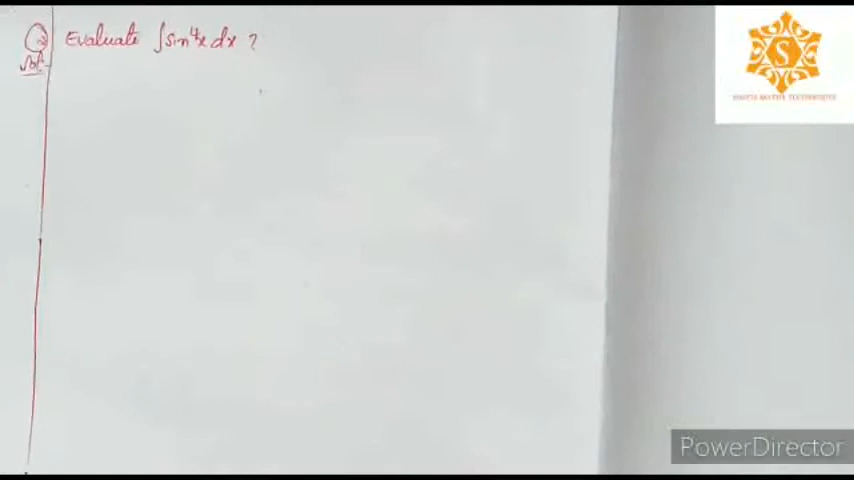 Q Evaluate ∫sin⁴x dx ?
Sol:-
PowerDirector